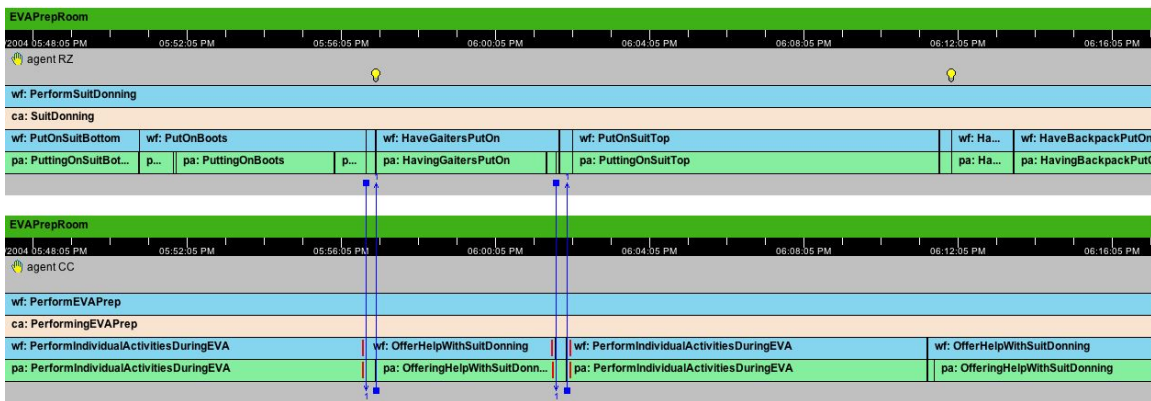 EVAPrepRoom
/2004 05:48:05 PM 05:52:05 PM 05:56:05 PM 06:00:05 PM 06:04:05 PM 06:08:05 PM 06:12:05 PM 06:16:05 PM
agent RZ
wf: PerformSuitDonning
ca: SuitDonning
wf: PutOnSuitBottom wf: PutOnBoots wf: HaveGaitersPutOn wf: PutOnSuitTop wf: Ha... wf: HaveBackpackPutOn
pa: PuttingOnSuitBot... p... pa: PuttingOnBoots p... pa: HavingGaitersPutOn pa: PuttingOnSuitTop pa: Ha... pa: HavingBackpackPut
1 1
EVAPrepRoom
/2004 05:48:05 PM 05:52:05 PM 05:56:05 PM 06:00:05 PM 06:04:05 PM 06:08:05 PM 06:12:05 PM 06:16:05 PM
agent CC
wf: PerformEVAPrep
ca: PerformingEVAPrep
wf: PerformIndividualActivitiesDuringEVA wf: OfferHelpWithSuitDonning wf: PerformIndividualActivitiesDuringEVA wf: OfferHelpWithSuitDonning
pa: PerformIndividualActivitiesDuringEVA pa: OfferingHelpWithSuitDonn... pa: PerformIndividualActivitiesDuringEVA pa: OfferingHelpWithSuitDonning
1 1